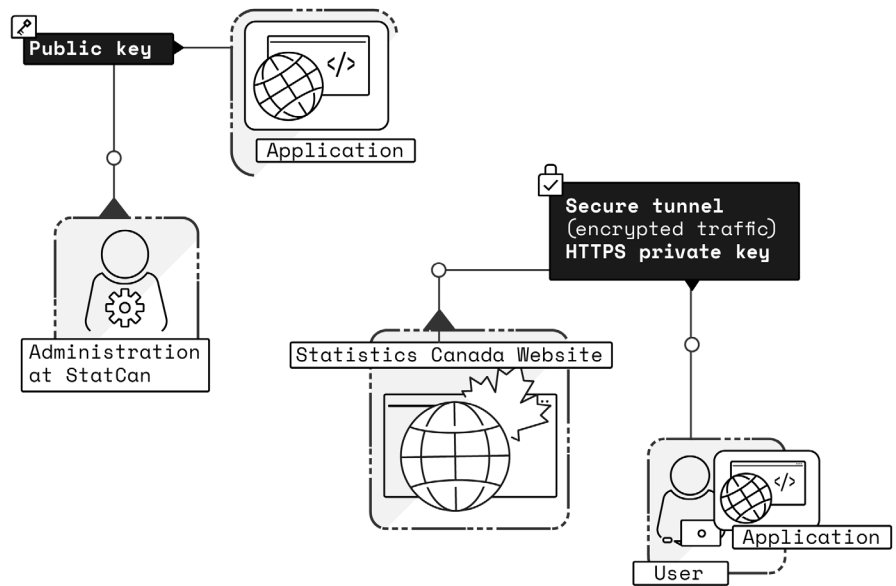 Public key
</>
Application
Secure tunnel
(encrypted traffic)
HTTPS private key
Administration
at StatCan
Statistics Canada Website
</>
Application
User